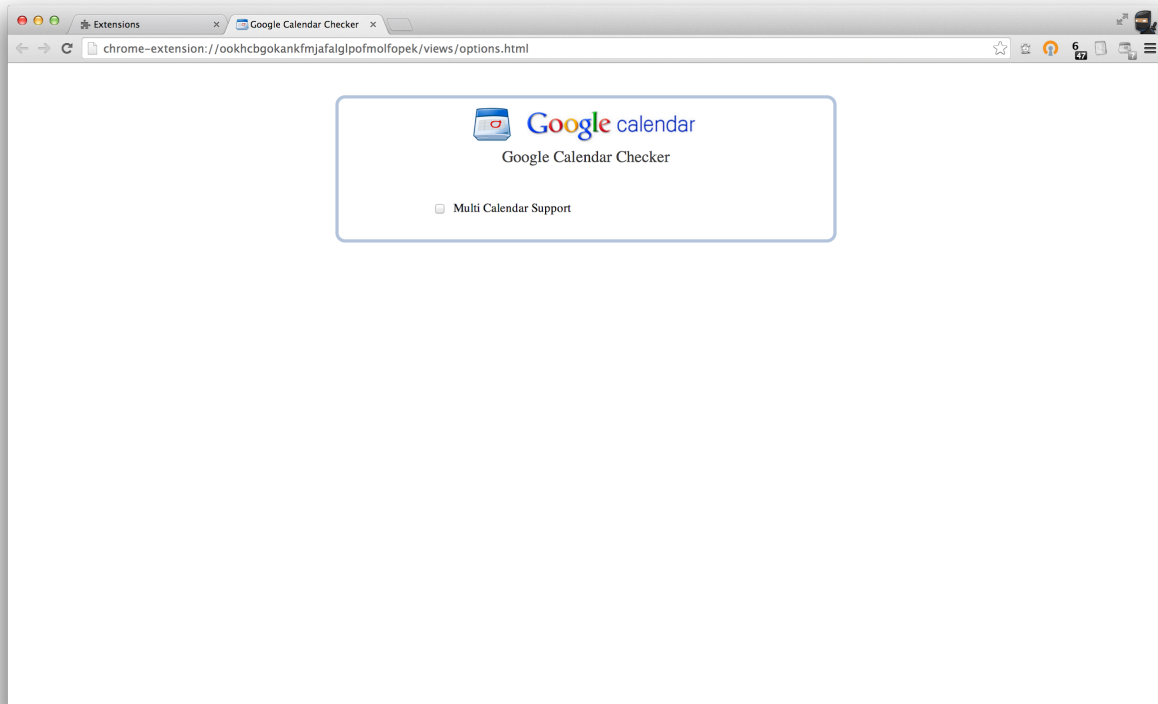 Extensions
Google Calendar Checker
chrome-extension://ookhcbgokankfmjafalglpofmolfopek/views/options.html
6
47
?
Google calendar
Google Calendar Checker
Multi Calendar Support